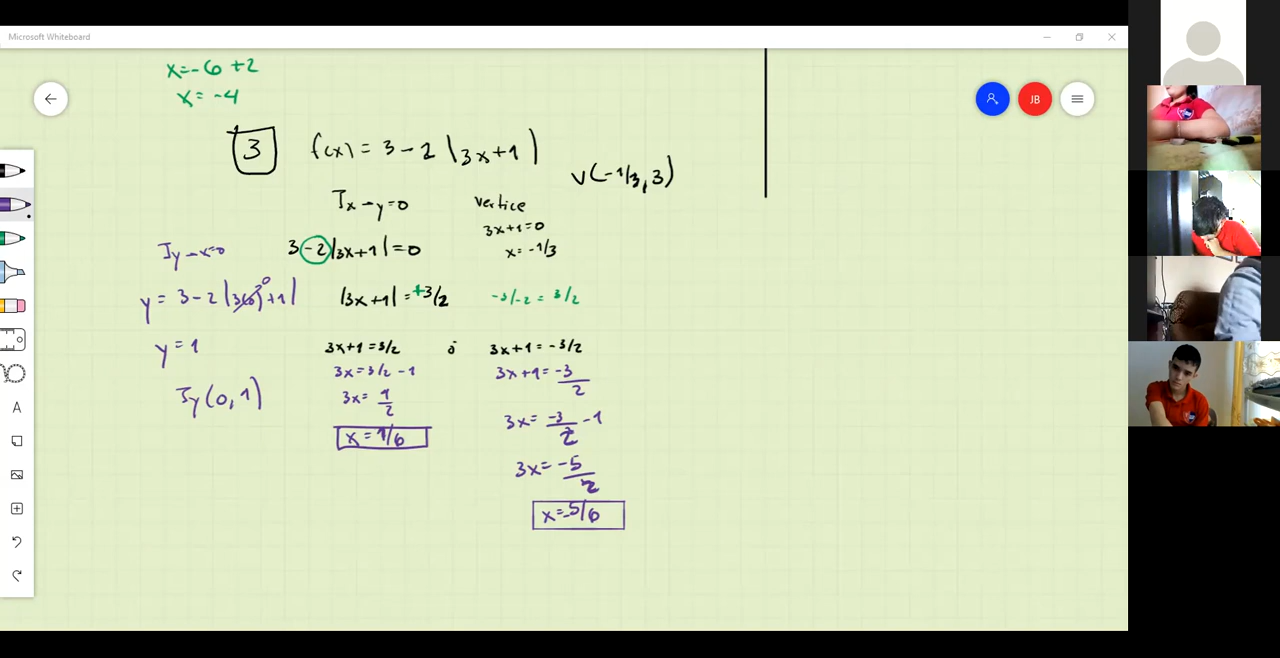 Microsoft Whiteboard
x=-6+2
x=-4
JB
3 f(x) = 3-2 |3x+1|
V(-1/3, 3)
Ix-y=0
Vertice
3x+1=0
x=-1/3
Iy-x=0
3-2|3x+1|=0
y=3-2|3(0)⁰+1|
|3x+1|=+3/2
-3/-2=3/2
y=1
3x+1=3/2 ó 3x+1=-3/2
3x=3/2-1
3x+1=-3/2
Iy(0,1)
3x=1/2
3x=-3/2-1
x=1/6
3x=-5/2
x=-5/6
A